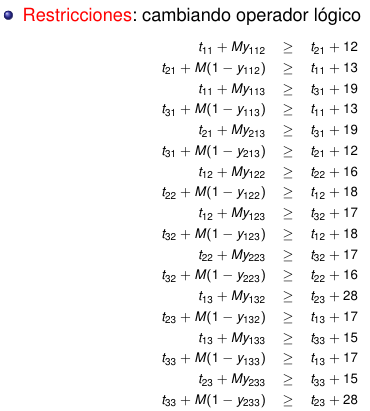 Restricciones: cambiando operador lógico
t11 + My112 ≥ t21 + 12
t21 + M(1 − y112) ≥ t11 + 13
t11 + My113 ≥ t31 + 19
t31 + M(1 − y113) ≥ t11 + 13
t21 + My213 ≥ t31 + 19
t31 + M(1 − y213) ≥ t21 + 12
t12 + My122 ≥ t22 + 16
t22 + M(1 − y122) ≥ t12 + 18
t12 + My123 ≥ t32 + 17
t32 + M(1 − y123) ≥ t12 + 18
t22 + My223 ≥ t32 + 17
t32 + M(1 − y223) ≥ t22 + 16
t13 + My132 ≥ t23 + 28
t23 + M(1 − y132) ≥ t13 + 17
t13 + My133 ≥ t33 + 15
t33 + M(1 − y133) ≥ t13 + 17
t23 + My233 ≥ t33 + 15
t33 + M(1 − y233) ≥ t23 + 28